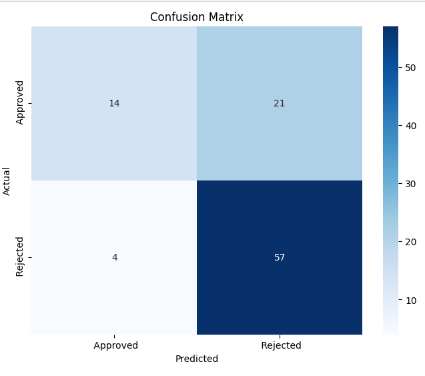 Confusion Matrix
Approved
14
21
50
40
Actual
30
Rejected
4
57
20
10
Approved
Rejected
Predicted